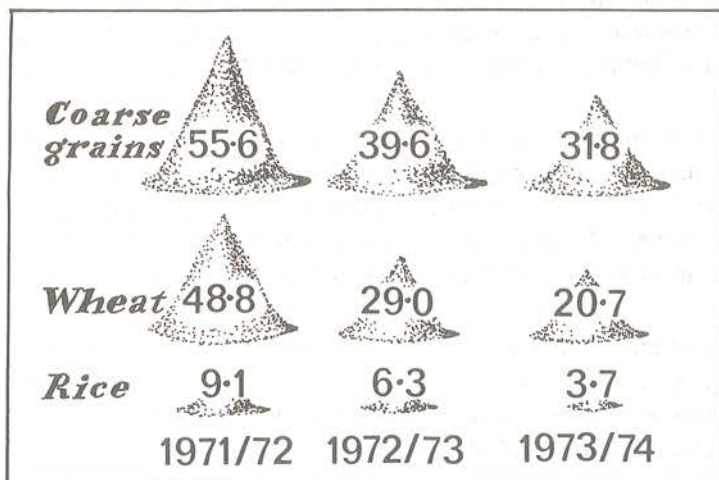 Coarse
grains 55·6 39·6 31·8
Wheat 48·8 29·0 20·7
Rice 9·1 6·3 3·7
1971/72 1972/73 1973/74